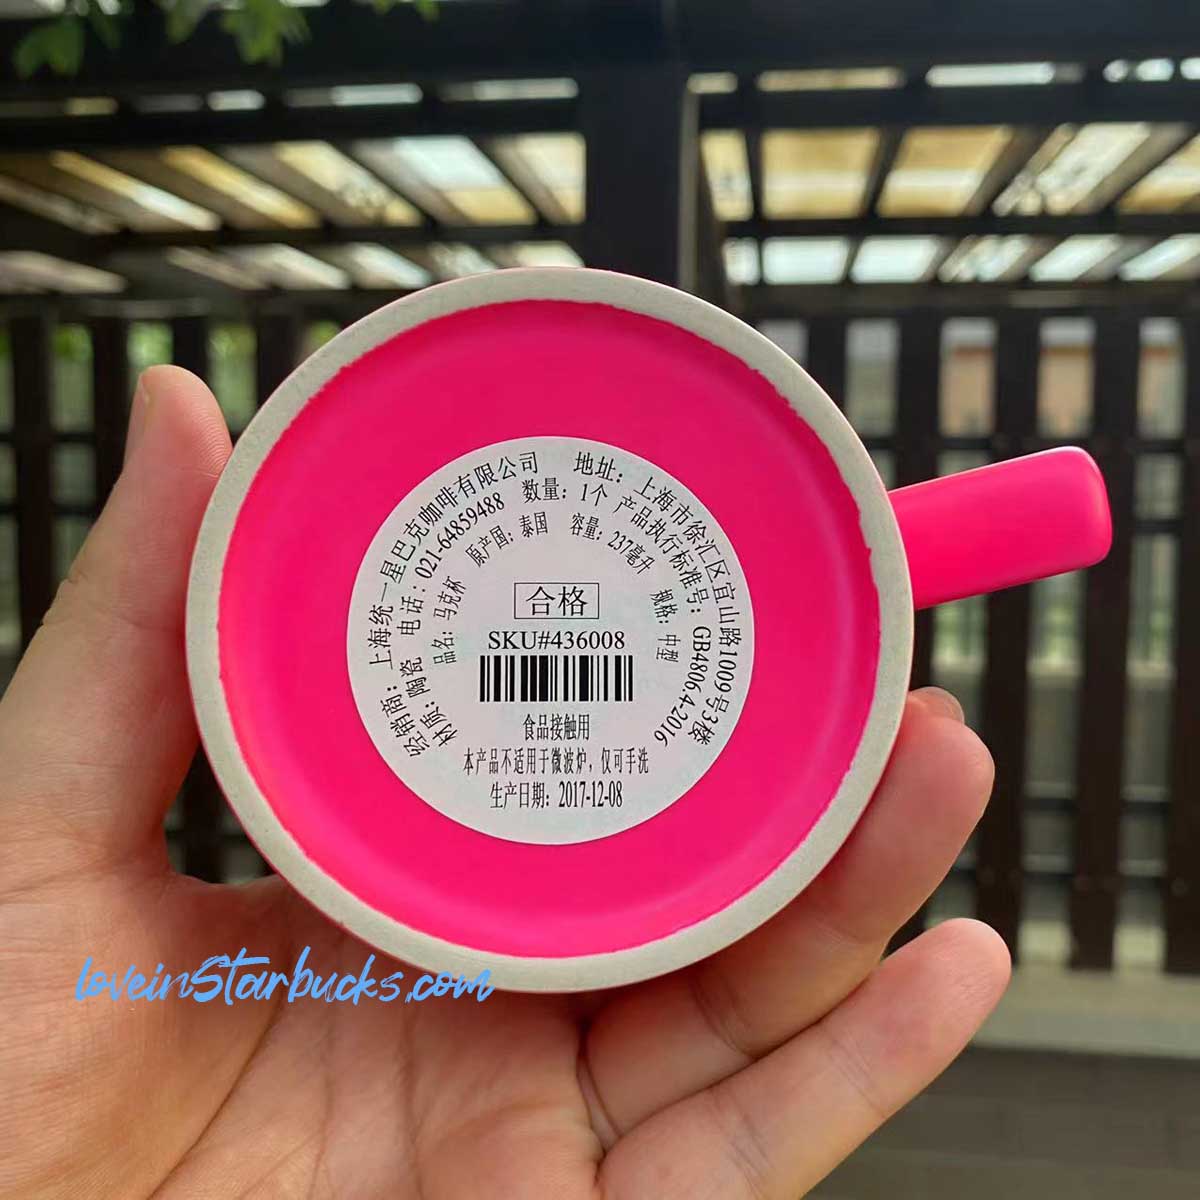 经销商：上海统一星巴克咖啡有限公司 地址：上海市徐汇区宜山路1009号3楼
材质：陶瓷 电话：021-64859488 数量：1个 产品执行标准号：GB4806.4-2016
品名：马克杯 原产国：泰国 容量：237毫升 规格：中型
合格
SKU#436008
食品接触用
本产品不适用于微波炉，仅可手洗
生产日期：2017-12-08
loveinStarbucks.com